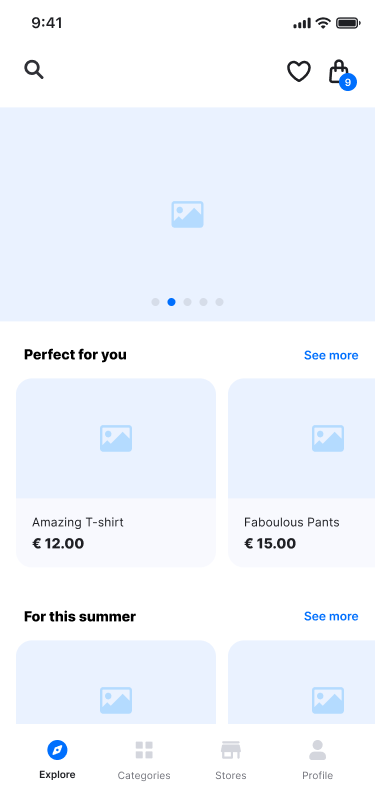 9:41
9
Perfect for you
See more
Amazing T-shirt
€ 12.00
Faboulous Pants
€ 15.00
For this summer
See more
Explore
Categories
Stores
Profile